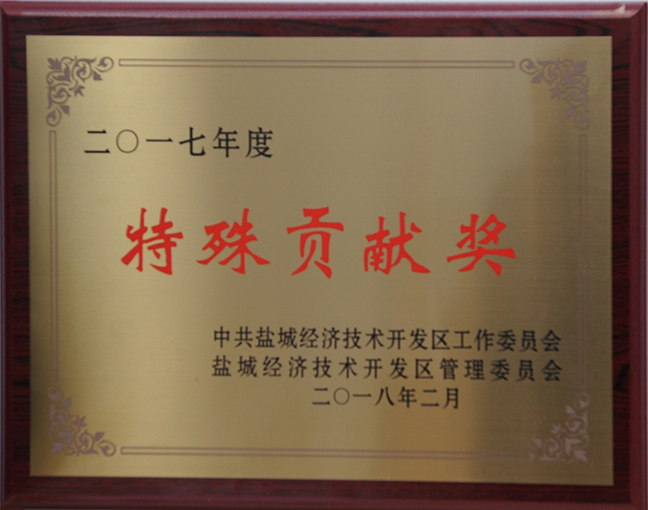 二〇一七年度
特殊贡献奖
中共盐城经济技术开发区工作委员会
盐城经济技术开发区管理委员会
二〇一八年二月